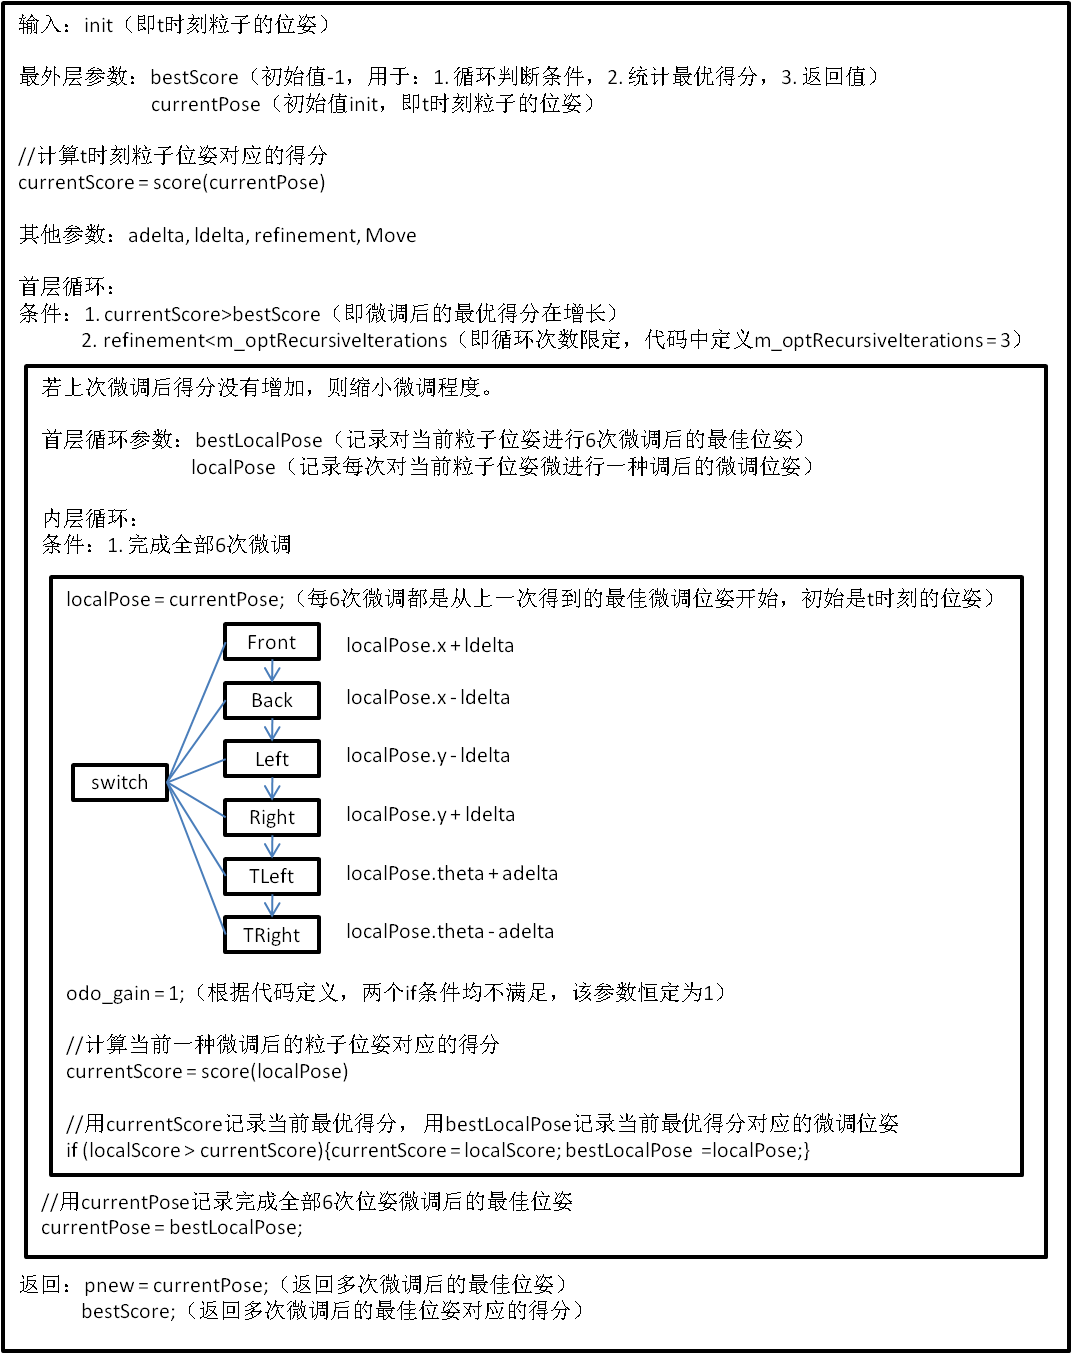 输入：init（即t时刻粒子的位姿）
最外层参数：bestScore（初始值-1，用于：1. 循环判断条件，2. 统计最优得分，3. 返回值）
currentPose（初始值init，即t时刻粒子的位姿）
//计算t时刻粒子位姿对应的得分
currentScore = score(currentPose)
其他参数：adelta, ldelta, refinement, Move
首层循环：
条件：1. currentScore>bestScore（即微调后的最优得分在增长）
2. refinement<m_optRecursiveIterations（即循环次数限定，代码中定义m_optRecursiveIterations = 3）
若上次微调后得分没有增加，则缩小微调程度。
首层循环参数：bestLocalPose（记录对当前粒子位姿进行6次微调后的最佳位姿）
localPose（记录每次对当前粒子位姿微进行一种调后的微调位姿）
内层循环：
条件：1. 完成全部6次微调
localPose = currentPose;（每6次微调都是从上一次得到的最佳微调位姿开始，初始是t时刻的位姿）
Front localPose.x + ldelta
Back localPose.x - ldelta
Left localPose.y - ldelta
switch
Right localPose.y + ldelta
TLeft localPose.theta + adelta
TRight localPose.theta - adelta
odo_gain = 1;（根据代码定义，两个if条件均不满足，该参数恒定为1）
//计算当前一种微调后的粒子位姿对应的得分
currentScore = score(localPose)
//用currentScore记录当前最优得分， 用bestLocalPose记录当前最优得分对应的微调位姿
if (localScore > currentScore){currentScore = localScore; bestLocalPose =localPose;}
//用currentPose记录完成全部6次位姿微调后的最佳位姿
currentPose = bestLocalPose;
返回：pnew = currentPose;（返回多次微调后的最佳位姿）
bestScore;（返回多次微调后的最佳位姿对应的得分）